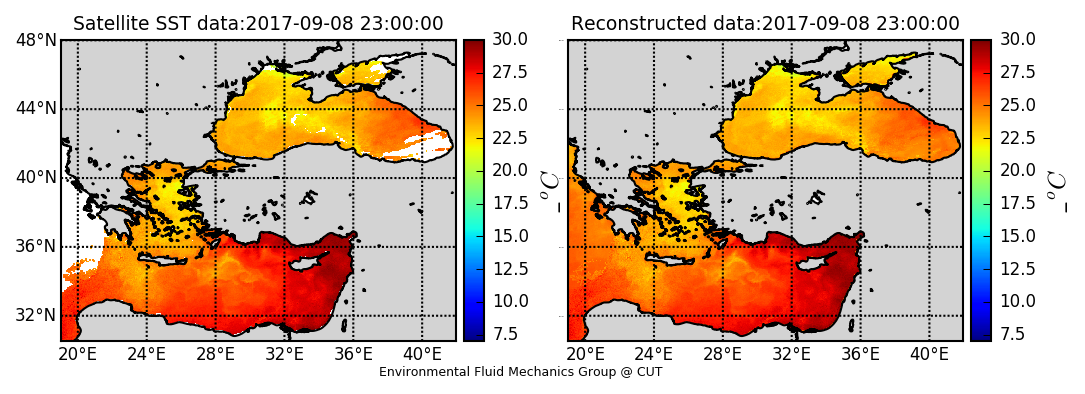 Satellite SST data:2017-09-08 23:00:00
48°N
44°N
40°N
36°N
32°N
20°E 24°E 28°E 32°E 36°E 40°E
30.0
27.5
25.0
22.5
20.0
17.5
15.0
12.5
10.0
7.5
_ °C
Reconstructed data:2017-09-08 23:00:00
20°E 24°E 28°E 32°E 36°E 40°E
30.0
27.5
25.0
22.5
20.0
17.5
15.0
12.5
10.0
7.5
_ °C
Environmental Fluid Mechanics Group @ CUT